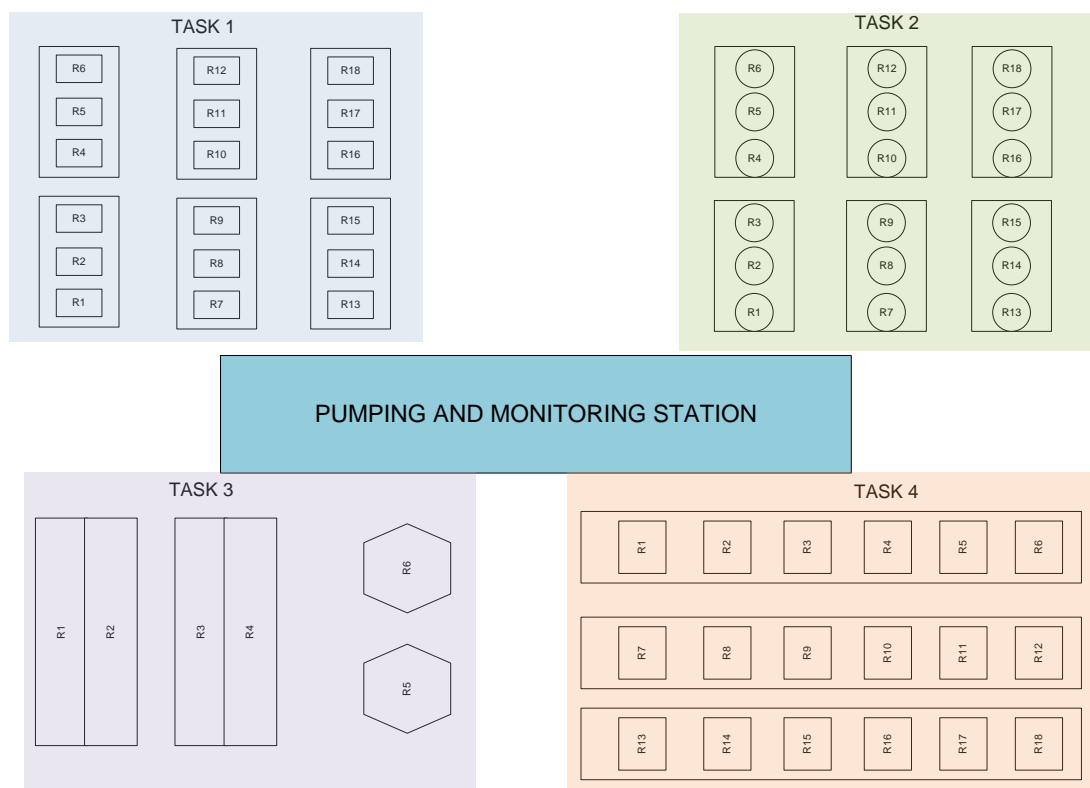 TASK 1
R6
R5
R4
R12
R11
R10
R18
R17
R16
R3
R2
R1
R9
R8
R7
R15
R14
R13
TASK 2
R6
R5
R4
R12
R11
R10
R18
R17
R16
R3
R2
R1
R9
R8
R7
R15
R14
R13
PUMPING AND MONITORING STATION
TASK 3
R1
R2
R3
R4
R6
R5
TASK 4
R1
R2
R3
R4
R5
R6
R7
R8
R9
R10
R11
R12
R13
R14
R15
R16
R17
R18